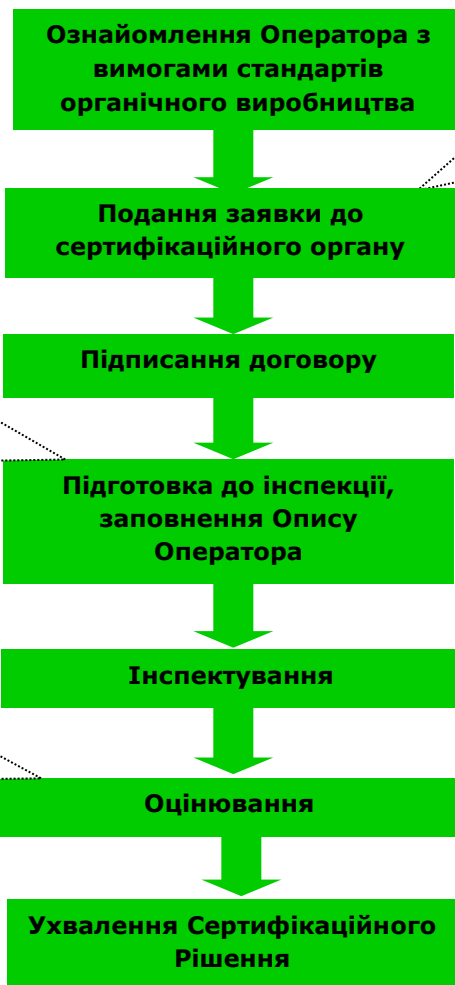 Ознайомлення Оператора з
вимогами стандартів
органічного виробництва
Подання заявки до
сертифікаційного органу
Підписання договору
Підготовка до інспекції,
заповнення Опису
Оператора
Інспектування
Оцінювання
Ухвалення Сертифікаційного
Рішення